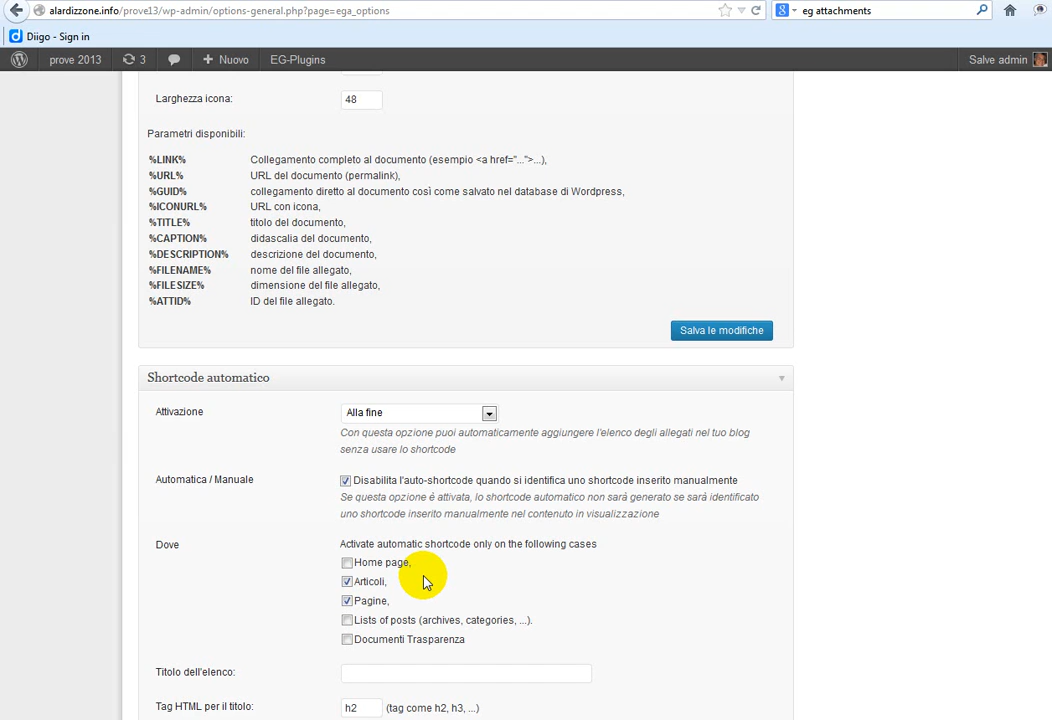 alardizzone.info/prove13/wp-admin/options-general.php?page=ega_options
eg attachments
Diigo - Sign in
prove 2013
3
Nuovo
EG-Plugins
Salve admin
Larghezza icona:
48
Parametri disponibili:
%LINK% Collegamento completo al documento (esempio <a href="...">...),
%URL% URL del documento (permalink),
%GUID% collegamento diretto al documento così come salvato nel database di Wordpress,
%ICONURL% URL con icona,
%TITLE% titolo del documento,
%CAPTION% didascalia del documento,
%DESCRIPTION% descrizione del documento,
%FILENAME% nome del file allegato,
%FILESIZE% dimensione del file allegato,
%ATTID% ID del file allegato.
Salva le modifiche
Shortcode automatico
Attivazione
Alla fine
Con questa opzione puoi automaticamente aggiungere l'elenco degli allegati nel tuo blog
senza usare lo shortcode
Automatica / Manuale
Disabilita l'auto-shortcode quando si identifica uno shortcode inserito manualmente
Se questa opzione é attivata, lo shortcode automatico non sarà generato se sarà identificato
uno shortcode inserito manualmente nel contenuto in visualizzazione
Dove
Activate automatic shortcode only on the following cases
Home page,
Articoli,
Pagine,
Lists of posts (archives, categories, ...).
Documenti Trasparenza
Titolo dell'elenco:
Tag HTML per il titolo:
h2
(tag come h2, h3, ...)